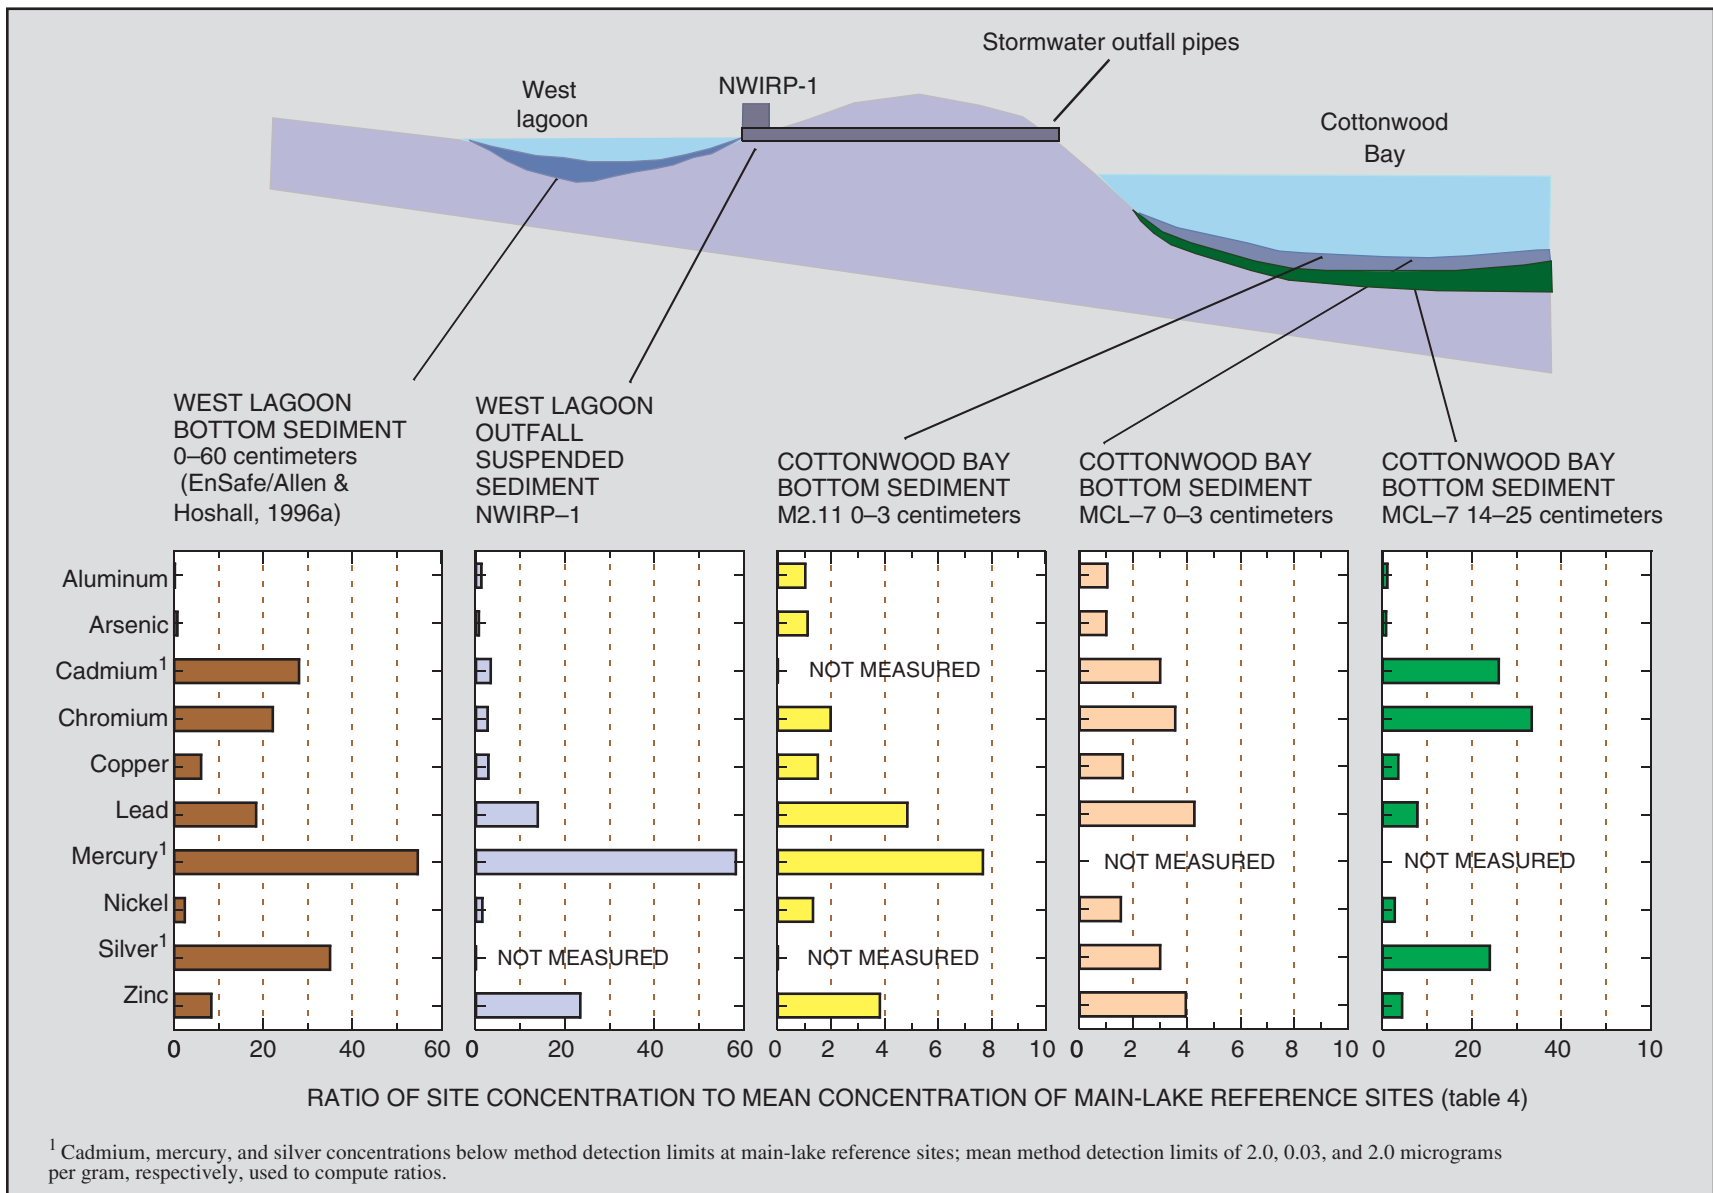 Stormwater outfall pipes
West
lagoon
NWIRP-1
Cottonwood
Bay
WEST LAGOON
BOTTOM SEDIMENT
0–60 centimeters
(EnSafe/Allen &
Hoshall, 1996a)
WEST LAGOON
OUTFALL
SUSPENDED
SEDIMENT
NWIRP–1
COTTONWOOD BAY
BOTTOM SEDIMENT
M2.11 0–3 centimeters
COTTONWOOD BAY
BOTTOM SEDIMENT
MCL–7 0–3 centimeters
COTTONWOOD BAY
BOTTOM SEDIMENT
MCL–7 14–25 centimeters
Aluminum
Arsenic
Cadmium1
NOT MEASURED
Chromium
Copper
Lead
Mercury1
NOT MEASURED
NOT MEASURED
Nickel
Silver1
NOT MEASURED
NOT MEASURED
Zinc
0 20 40 60
0 20 40 60
0 2 4 6 8 10
0 2 4 6 8 10
0 20 40 10
RATIO OF SITE CONCENTRATION TO MEAN CONCENTRATION OF MAIN-LAKE REFERENCE SITES (table 4)
1 Cadmium, mercury, and silver concentrations below method detection limits at main-lake reference sites; mean method detection limits of 2.0, 0.03, and 2.0 micrograms
per gram, respectively, used to compute ratios.